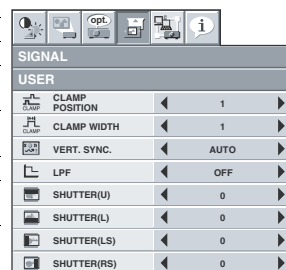 opt.
i
SIGNAL
USER
CLAMP CLAMP POSITION 1
CLAMP CLAMP WIDTH 1
VERT. SYNC. AUTO
LPF OFF
SHUTTER(U) 0
SHUTTER(L) 0
SHUTTER(LS) 0
SHUTTER(RS) 0